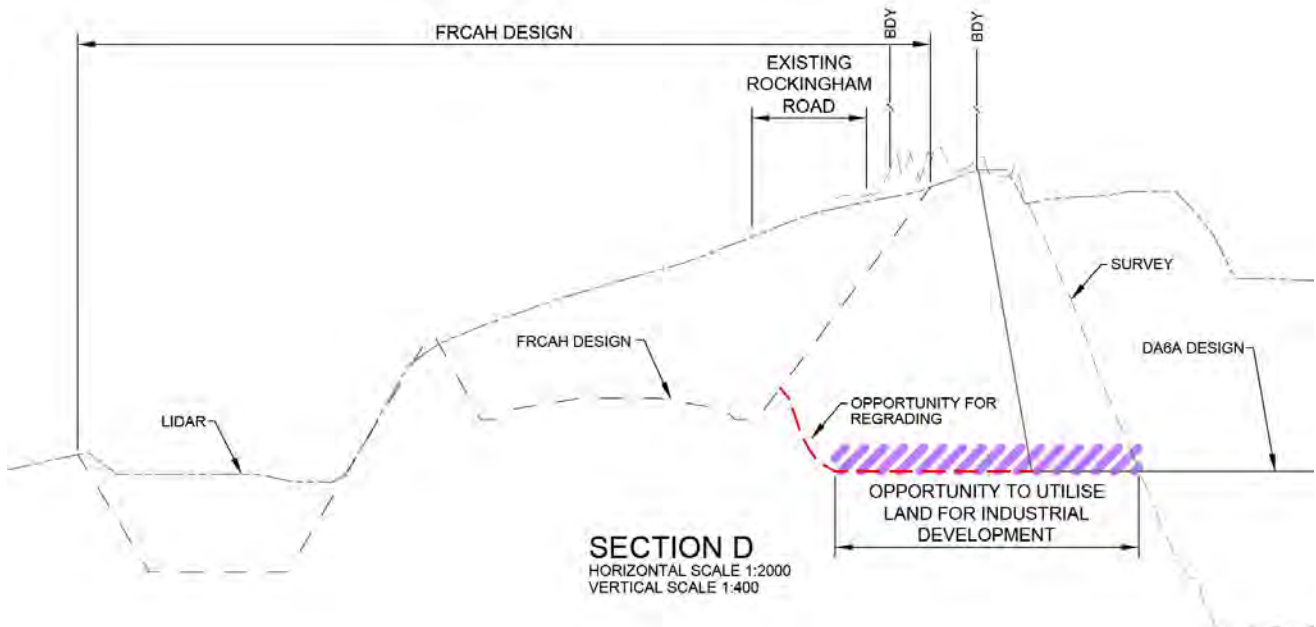 FRCAH DESIGN
BDY
BDY
EXISTING
ROCKINGHAM
ROAD
SURVEY
FRCAH DESIGN
DA6A DESIGN
LIDAR
OPPORTUNITY FOR
REGRADING
OPPORTUNITY TO UTILISE
LAND FOR INDUSTRIAL
DEVELOPMENT
SECTION D
HORIZONTAL SCALE 1:2000
VERTICAL SCALE 1:400